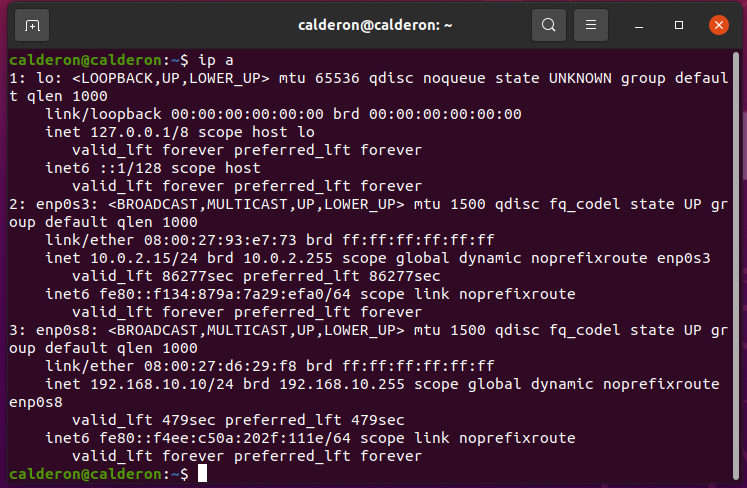 calderon@calderon: ~
calderon@calderon:~$ ip a
1: lo: <LOOPBACK,UP,LOWER_UP> mtu 65536 qdisc noqueue state UNKNOWN group defaul
t qlen 1000
    link/loopback 00:00:00:00:00:00 brd 00:00:00:00:00:00
    inet 127.0.0.1/8 scope host lo
       valid_lft forever preferred_lft forever
    inet6 ::1/128 scope host
       valid_lft forever preferred_lft forever
2: enp0s3: <BROADCAST,MULTICAST,UP,LOWER_UP> mtu 1500 qdisc fq_codel state UP gr
oup default qlen 1000
    link/ether 08:00:27:93:e7:73 brd ff:ff:ff:ff:ff:ff
    inet 10.0.2.15/24 brd 10.0.2.255 scope global dynamic noprefixroute enp0s3
       valid_lft 86277sec preferred_lft 86277sec
    inet6 fe80::f134:879a:7a29:efa0/64 scope link noprefixroute
       valid_lft forever preferred_lft forever
3: enp0s8: <BROADCAST,MULTICAST,UP,LOWER_UP> mtu 1500 qdisc fq_codel state UP gr
oup default qlen 1000
    link/ether 08:00:27:d6:29:f8 brd ff:ff:ff:ff:ff:ff
    inet 192.168.10.10/24 brd 192.168.10.255 scope global dynamic noprefixroute
enp0s8
       valid_lft 479sec preferred_lft 479sec
    inet6 fe80::f4ee:c50a:202f:111e/64 scope link noprefixroute
       valid_lft forever preferred_lft forever
calderon@calderon:~$